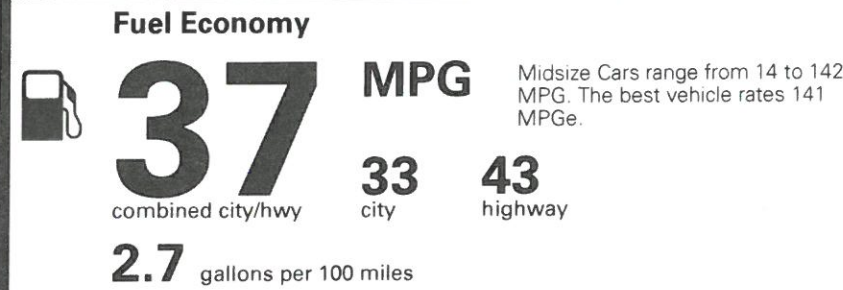 Fuel Economy
37
MPG
Midsize Cars range from 14 to 142
MPG. The best vehicle rates 141
MPGe.
33
43
combined city/hwy
city
highway
2.7 gallons per 100 miles